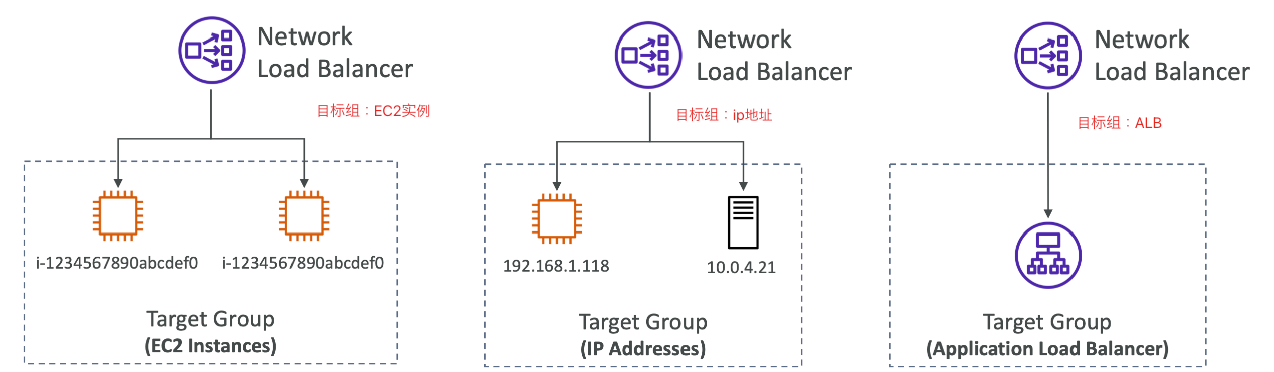 Network
Load Balancer
目标组：EC2实例
i-1234567890abcdef0
i-1234567890abcdef0
Target Group
(EC2 Instances)
Network
Load Balancer
目标组：ip地址
192.168.1.118
10.0.4.21
Target Group
(IP Addresses)
Network
Load Balancer
目标组：ALB
Target Group
(Application Load Balancer)